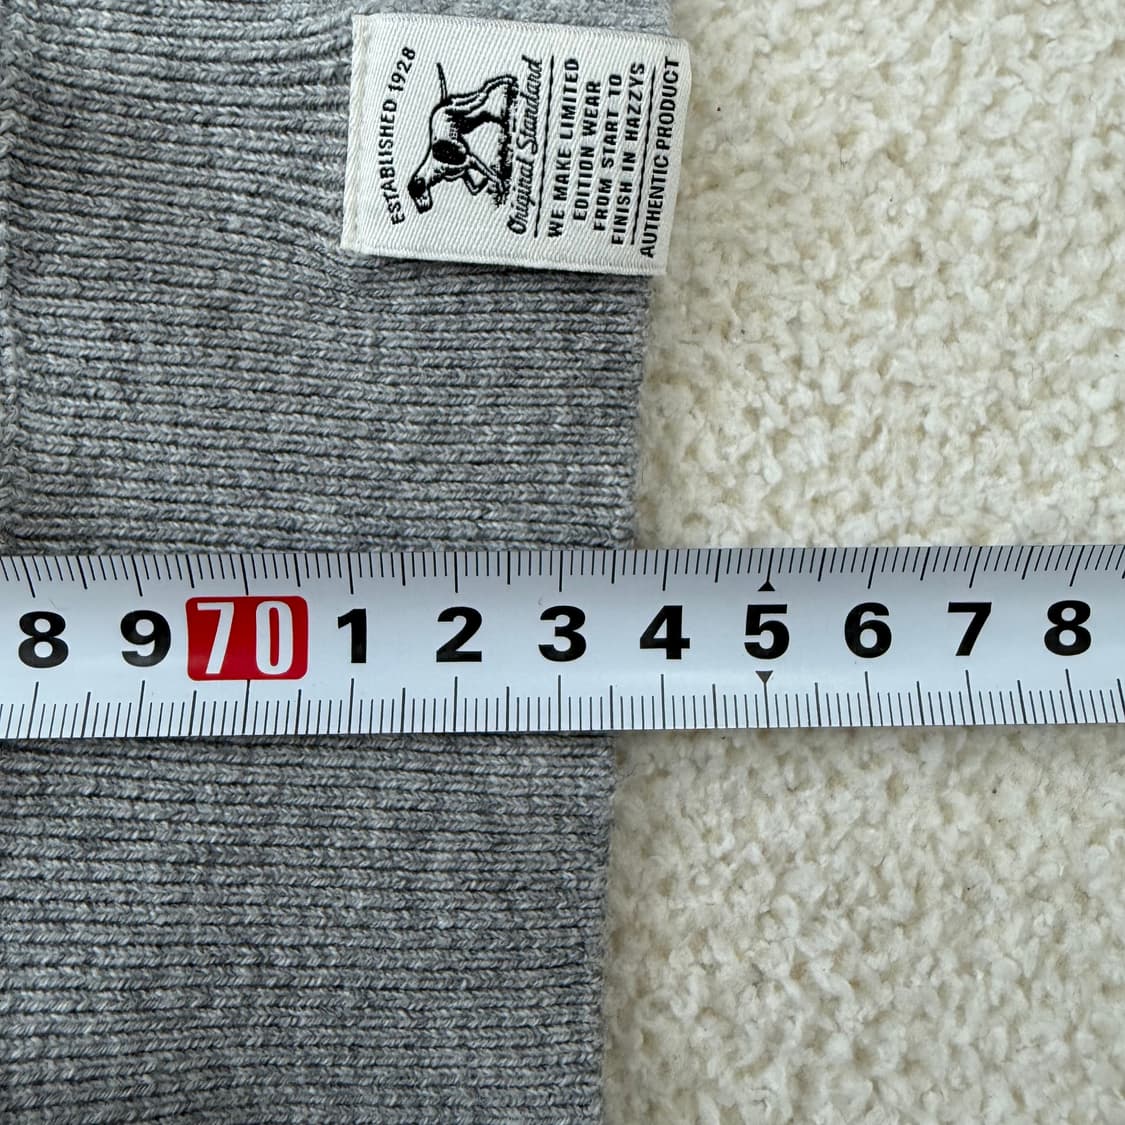 ESTABLISHED 1928
Original Standard
WE MAKE LIMITED
EDITION WEAR
FROM START TO
FINISH IN HAZZYS
AUTHENTIC PRODUCT
8 9 70 1 2 3 4 5 6 7 8